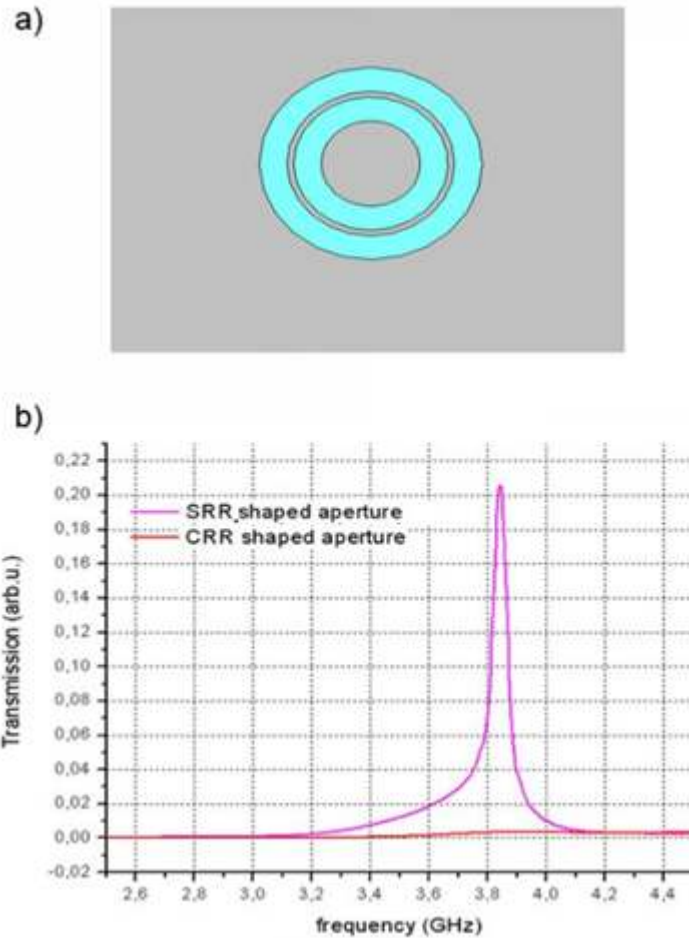 a)
b)
Transmission (arb.u.)
0,22
0,20
0,18
0,16
0,14
0,12
0,10
0,08
0,06
0,04
0,02
0,00
-0,02
SRR shaped aperture
CRR shaped aperture
2,6 2,8 3,0 3,2 3,4 3,6 3,8 4,0 4,2 4,4
frequency (GHz)